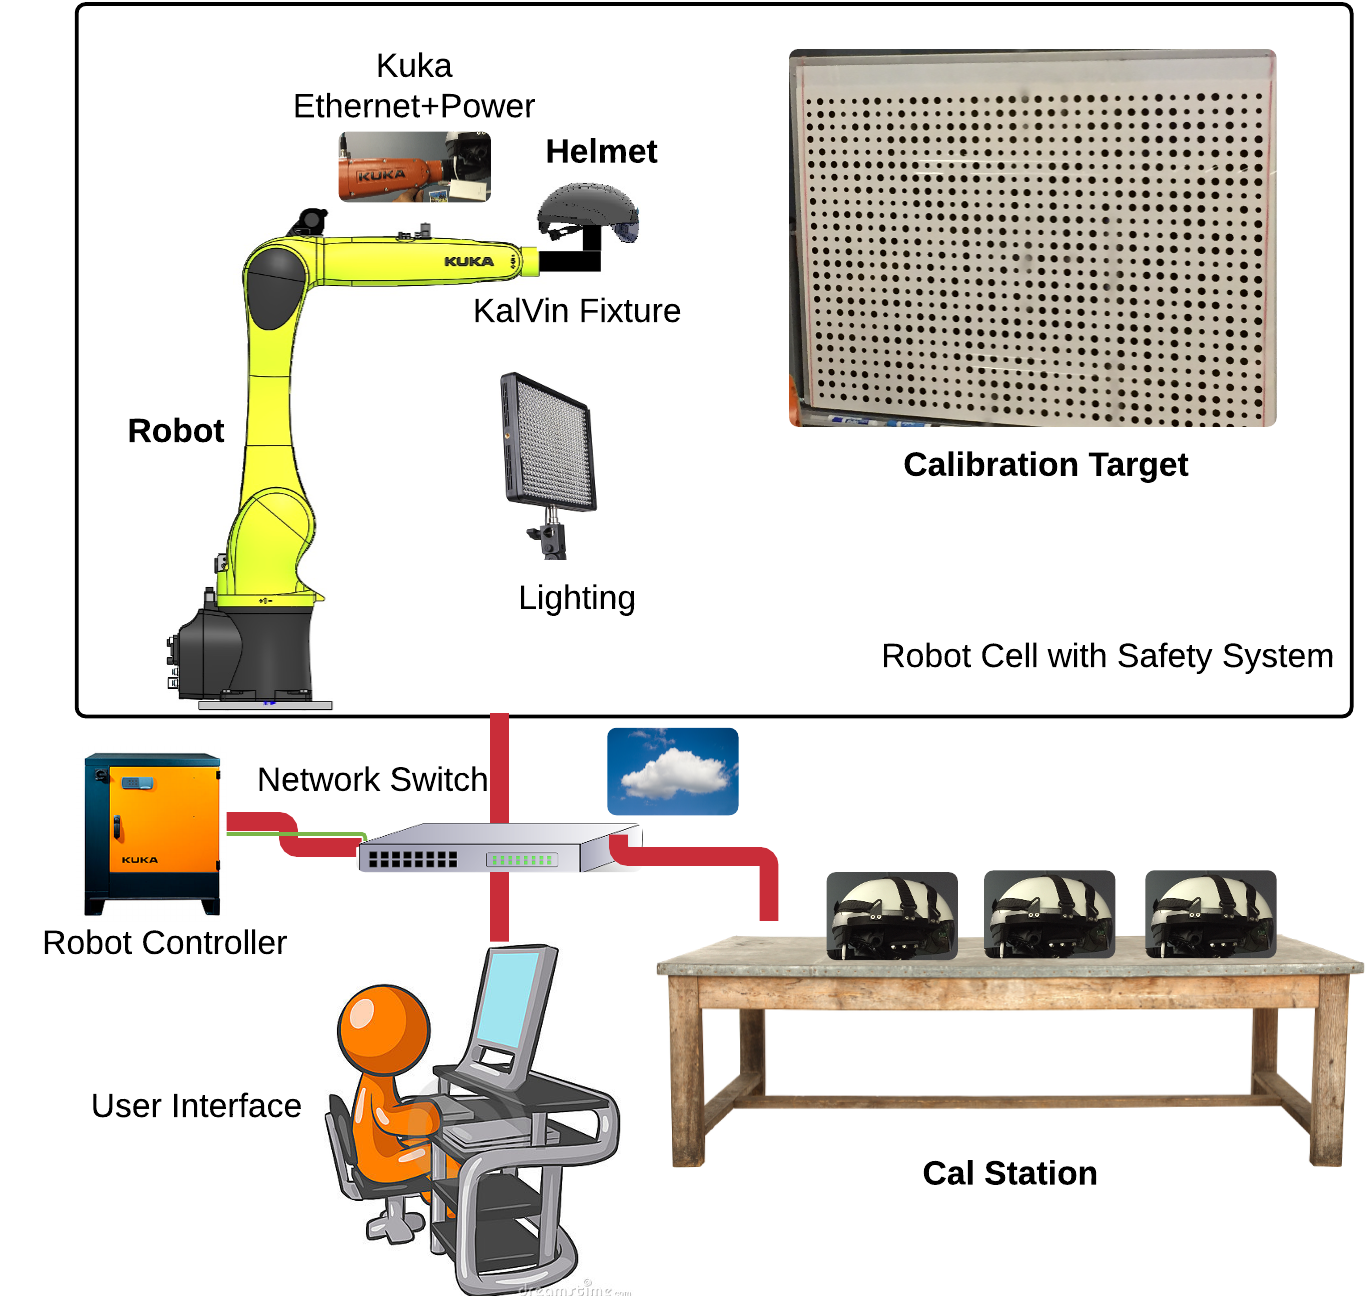 Kuka
Ethernet+Power
Helmet
KUKA
KUKA
KalVin Fixture
Robot
Calibration Target
Lighting
Robot Cell with Safety System
Network Switch
KUKA
Robot Controller
User Interface
Cal Station
dreamstime.com